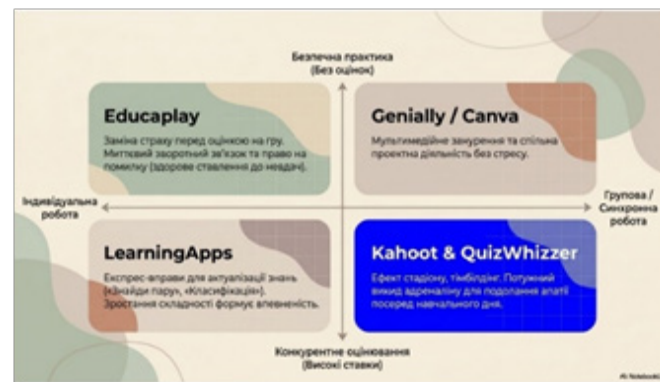 Безпечна практика
(Без оцінок)
Educaplay
Заміна страху перед оцінкою на гру.
Миттєвий зворотній зв'язок та право на
помилку (здорове ставлення до невдач).
Genially / Canva
Мультимедійне занурення та спільна
проектна діяльність без стресу.
Індивідуальна
робота
Групова /
Синхронна
робота
LearningApps
Експрес-вправи для актуалізації знань
(«Знайди пару», «Класифікація»).
Зростання складності формує впевненість.
Kahoot & QuizWhizzer
Ефект стадіону, тімбілдінг. Потужний
викид адреналіну для подолання апатії
посеред навчального дня.
Конкурентне оцінювання
(Високі ставки)